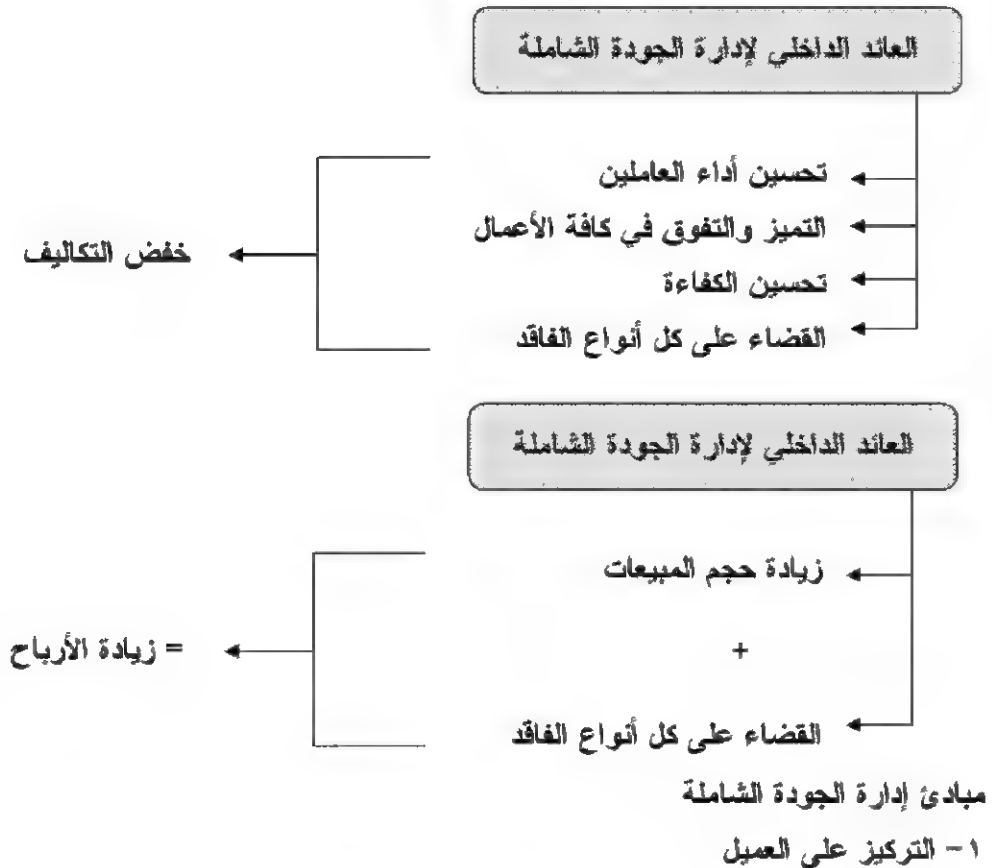 العائد الداخلي لإدارة الجودة الشاملة
تحسين أداء العاملين
التميز والتفوق في كافة الأعمال
تحسين الكفاءة
القضاء على كل أنواع الفاقد
خفض التكاليف
العائد الداخلي لإدارة الجودة الشاملة
زيادة حجم المبيعات
+
القضاء على كل أنواع الفاقد
= زيادة الأرباح
مبادئ إدارة الجودة الشاملة
١- التركيز على العميل